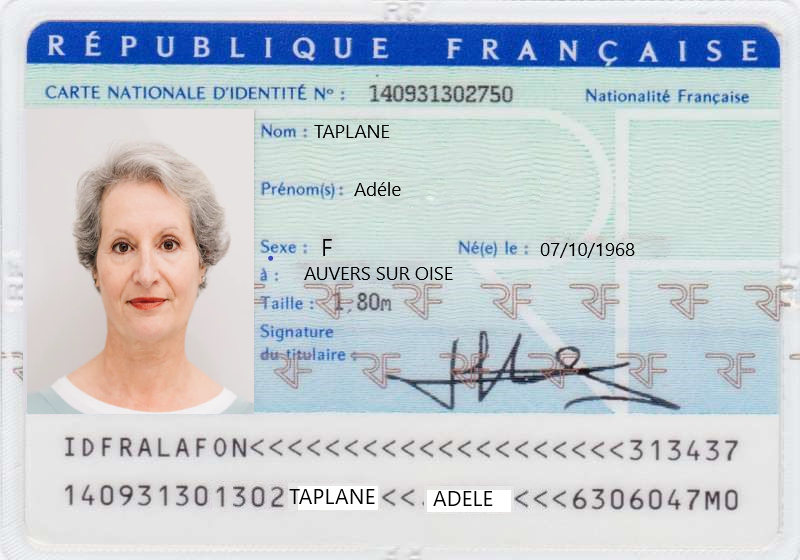 RÉPUBLIQUE FRANÇAISE
CARTE NATIONALE D'IDENTITÉ Nº : 140931302750 Nationalité Française
Nom : TAPLANE
Prénom(s) : Adéle
Sexe : F Né(e) le : 07/10/1968
à : AUVERS SUR OISE
Taille : 1,80m
Signature
du titulaire :
IDFRALAFON<<<<<<<<<<<<<<<<<<<<313437
140931301302TAPLANE<<ADELE<<<6306047M0